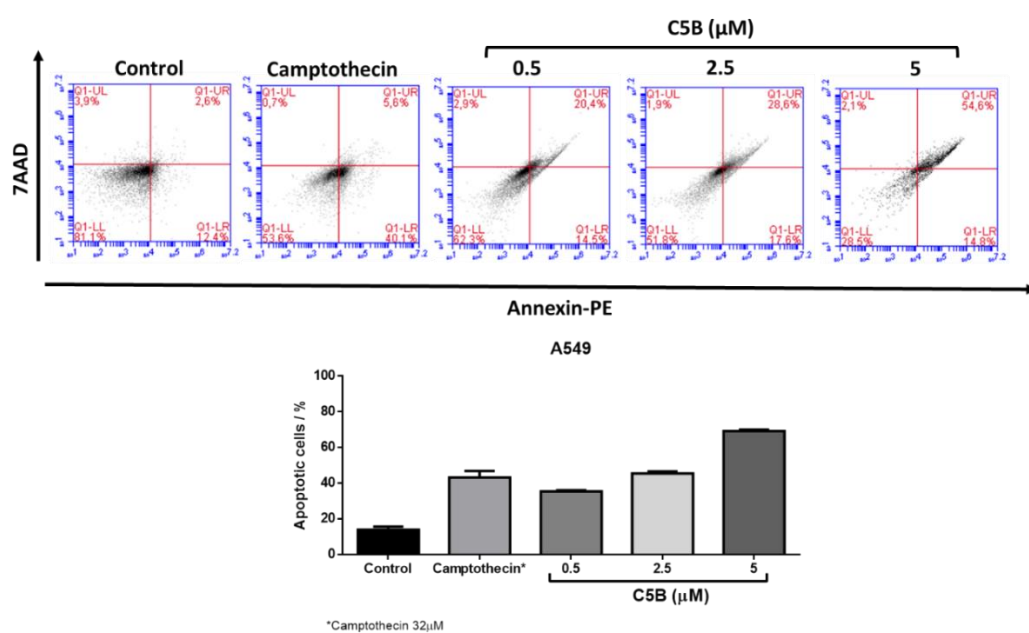 C5B (µM)
Control
Camptothecin
0.5
2.5
5
7AAD
Q1-UL
3,9%
Q1-UR
2,6%
Q1-LL
81,1%
Q1-LR
12,4%
Q1-UL
0,7%
Q1-UR
5,6%
Q1-LL
53,6%
Q1-LR
40,1%
Q1-UL
2,9%
Q1-UR
20,4%
Q1-LL
62,3%
Q1-LR
14,5%
Q1-UL
1,9%
Q1-UR
28,6%
Q1-LL
51,8%
Q1-LR
17,6%
Q1-UL
2,1%
Q1-UR
54,6%
Q1-LL
28,5%
Q1-LR
14,8%
Annexin-PE
A549
Apoptotic cells / %
100
80
60
40
20
0
Control
Camptothecin*
0.5
2.5
5
C5B (µM)
*Camptothecin 32µM